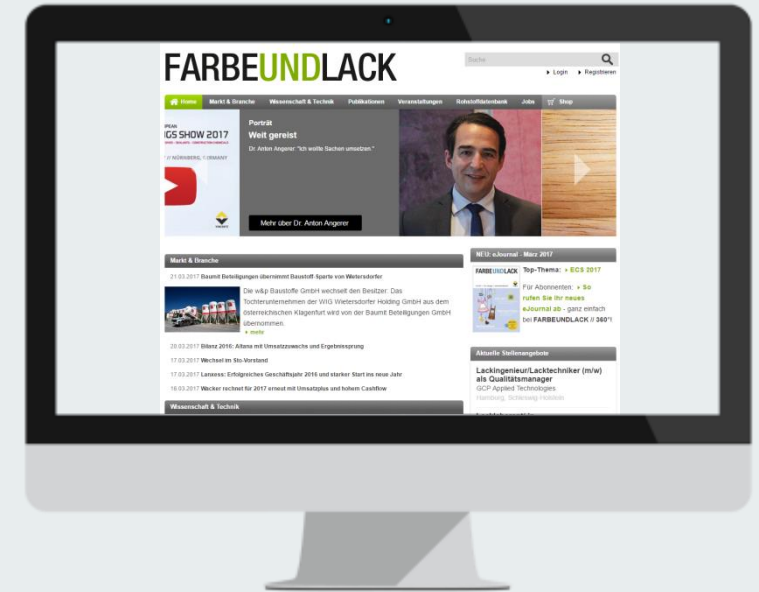 FARBEUNDLACK
Suche
Login Registrieren
Home Markt & Branche Wissenschaft & Technik Publikationen Veranstaltungen Rohstoffdatenbank Jobs Shop
GS SHOW 2017
// NÜRNBERG, GERMANY
Porträt
Weit gereist
Dr. Anton Angerer: "Ich wollte Sachen umsetzen."
Mehr über Dr. Anton Angerer
Markt & Branche
21.03.2017 Baumit Beteiligungen übernimmt Baustoff-Sparte von Wietersdorfer
Die w&p Baustoffe GmbH wechselt den Besitzer: Das
Tochterunternehmen der WIG Wietersdorfer Holding GmbH aus dem
österreichischen Klagenfurt wird von der Baumit Beteiligungen GmbH
übernommen.
mehr
20.03.2017 Bilanz 2016: Altana mit Umsatzzuwachs und Ergebnissprung
17.03.2017 Wechsel im Sto-Vorstand
17.03.2017 Lanxess: Erfolgreiches Geschäftsjahr 2016 und starker Start ins neue Jahr
16.03.2017 Wacker rechnet für 2017 erneut mit Umsatzplus und hohem Cashflow
Wissenschaft & Technik
NEU: eJournal - März 2017
FARBEUNDLACK
Top-Thema: ECS 2017
Für Abonnenten: So
rufen Sie Ihr neues
eJournal ab - ganz einfach
bei FARBEUNDLACK // 360°!
Aktuelle Stellenangebote
Lackingenieur/Lacktechniker (m/w)
als Qualitätsmanager
GCP Applied Technologies
Hamburg, Schleswig-Holstein